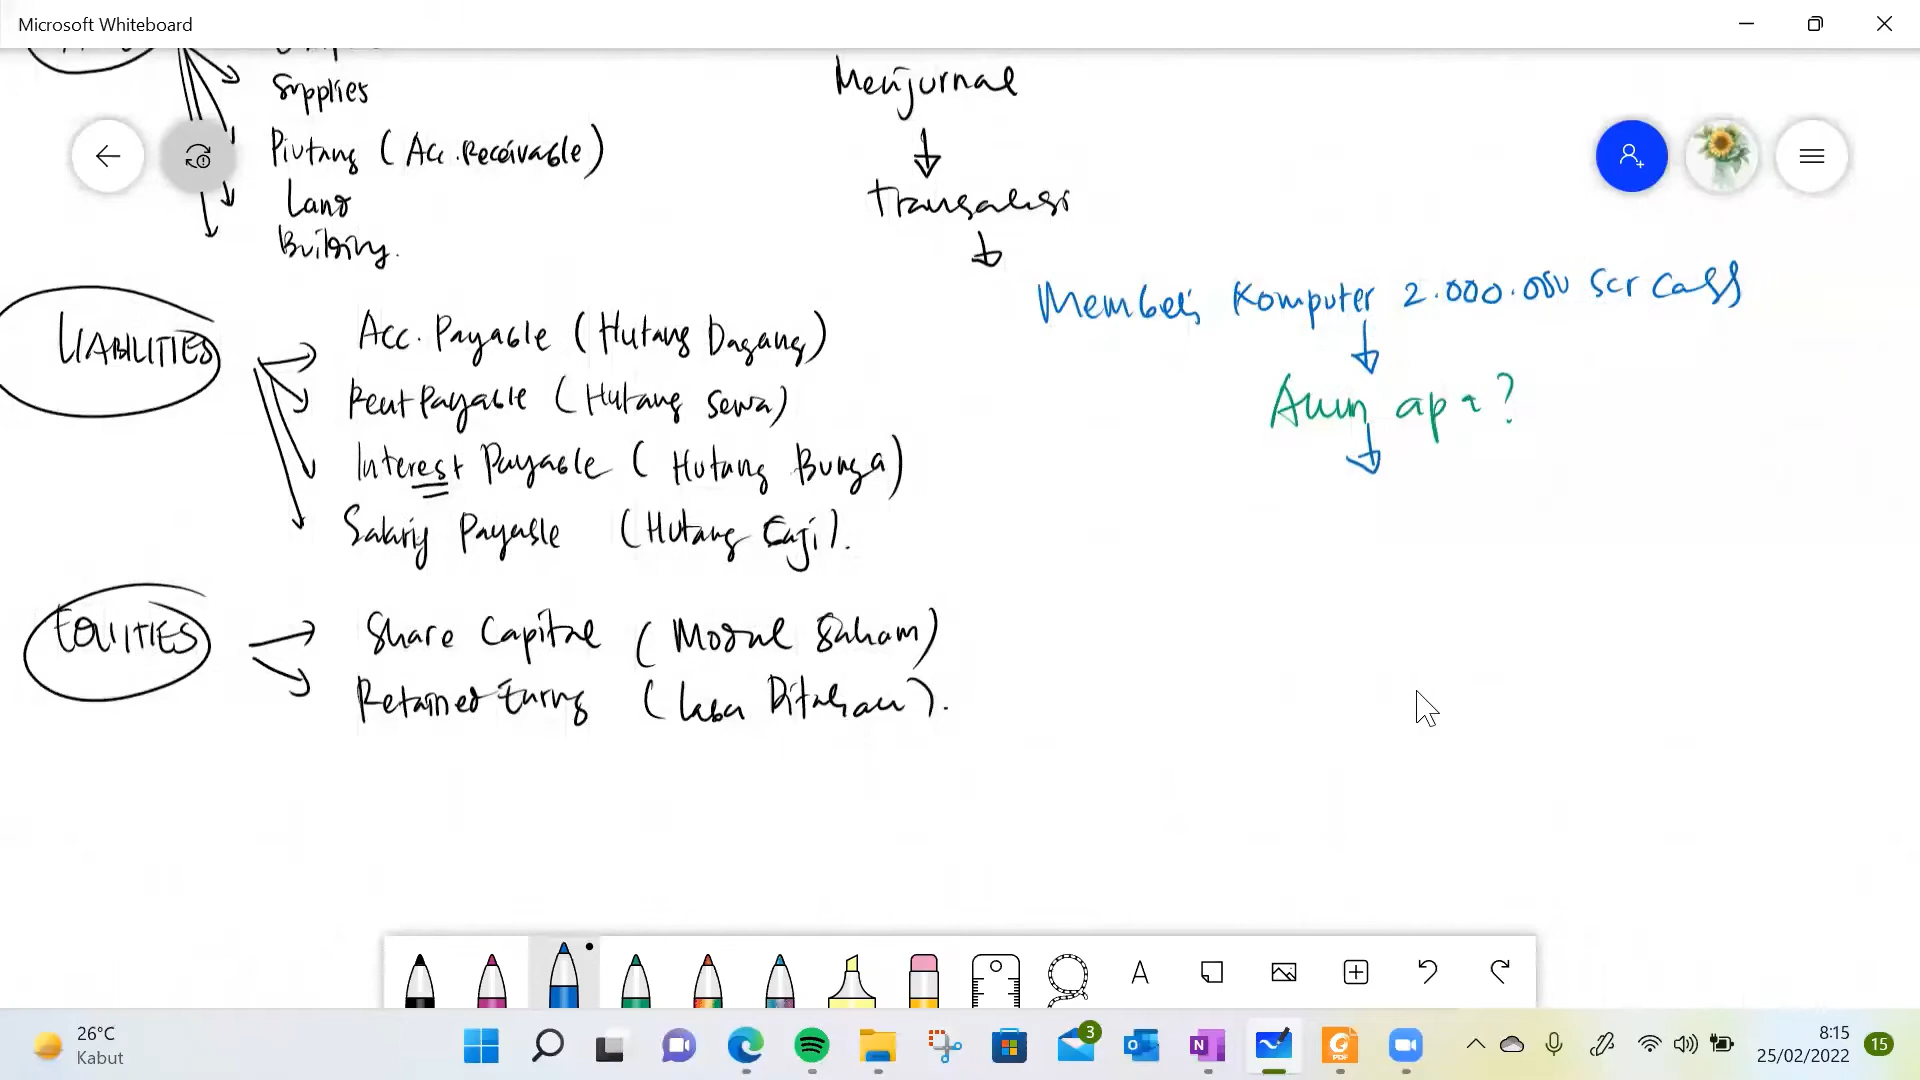 Microsoft Whiteboard
Supplies
Piutang (Acc. Receivable)
Land
Building.
LIABILITIES
Acc. Payable (Hutang Dagang)
Rent Payable (Hutang Sewa)
Interest Payable (Hutang Bunga)
Salary Payable (Hutang Gaji).
EQUITIES
Share Capital (Modal Saham)
Retained Earng (Laba Ditahan).
Menjurnal
Transaksi
Membeli Komputer 2.000.000 scr cash
Akun apa?
A
26°C
Kabut
3
N
PDF
8:15
25/02/2022
15